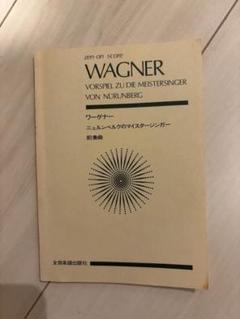 zen-on score
WAGNER
VORSPIEL ZU DIE MEISTERSINGER
VON NÜRUNBERG
ワーグナー
ニュルンベルクのマイスタージンガー
前奏曲
全音楽譜出版社